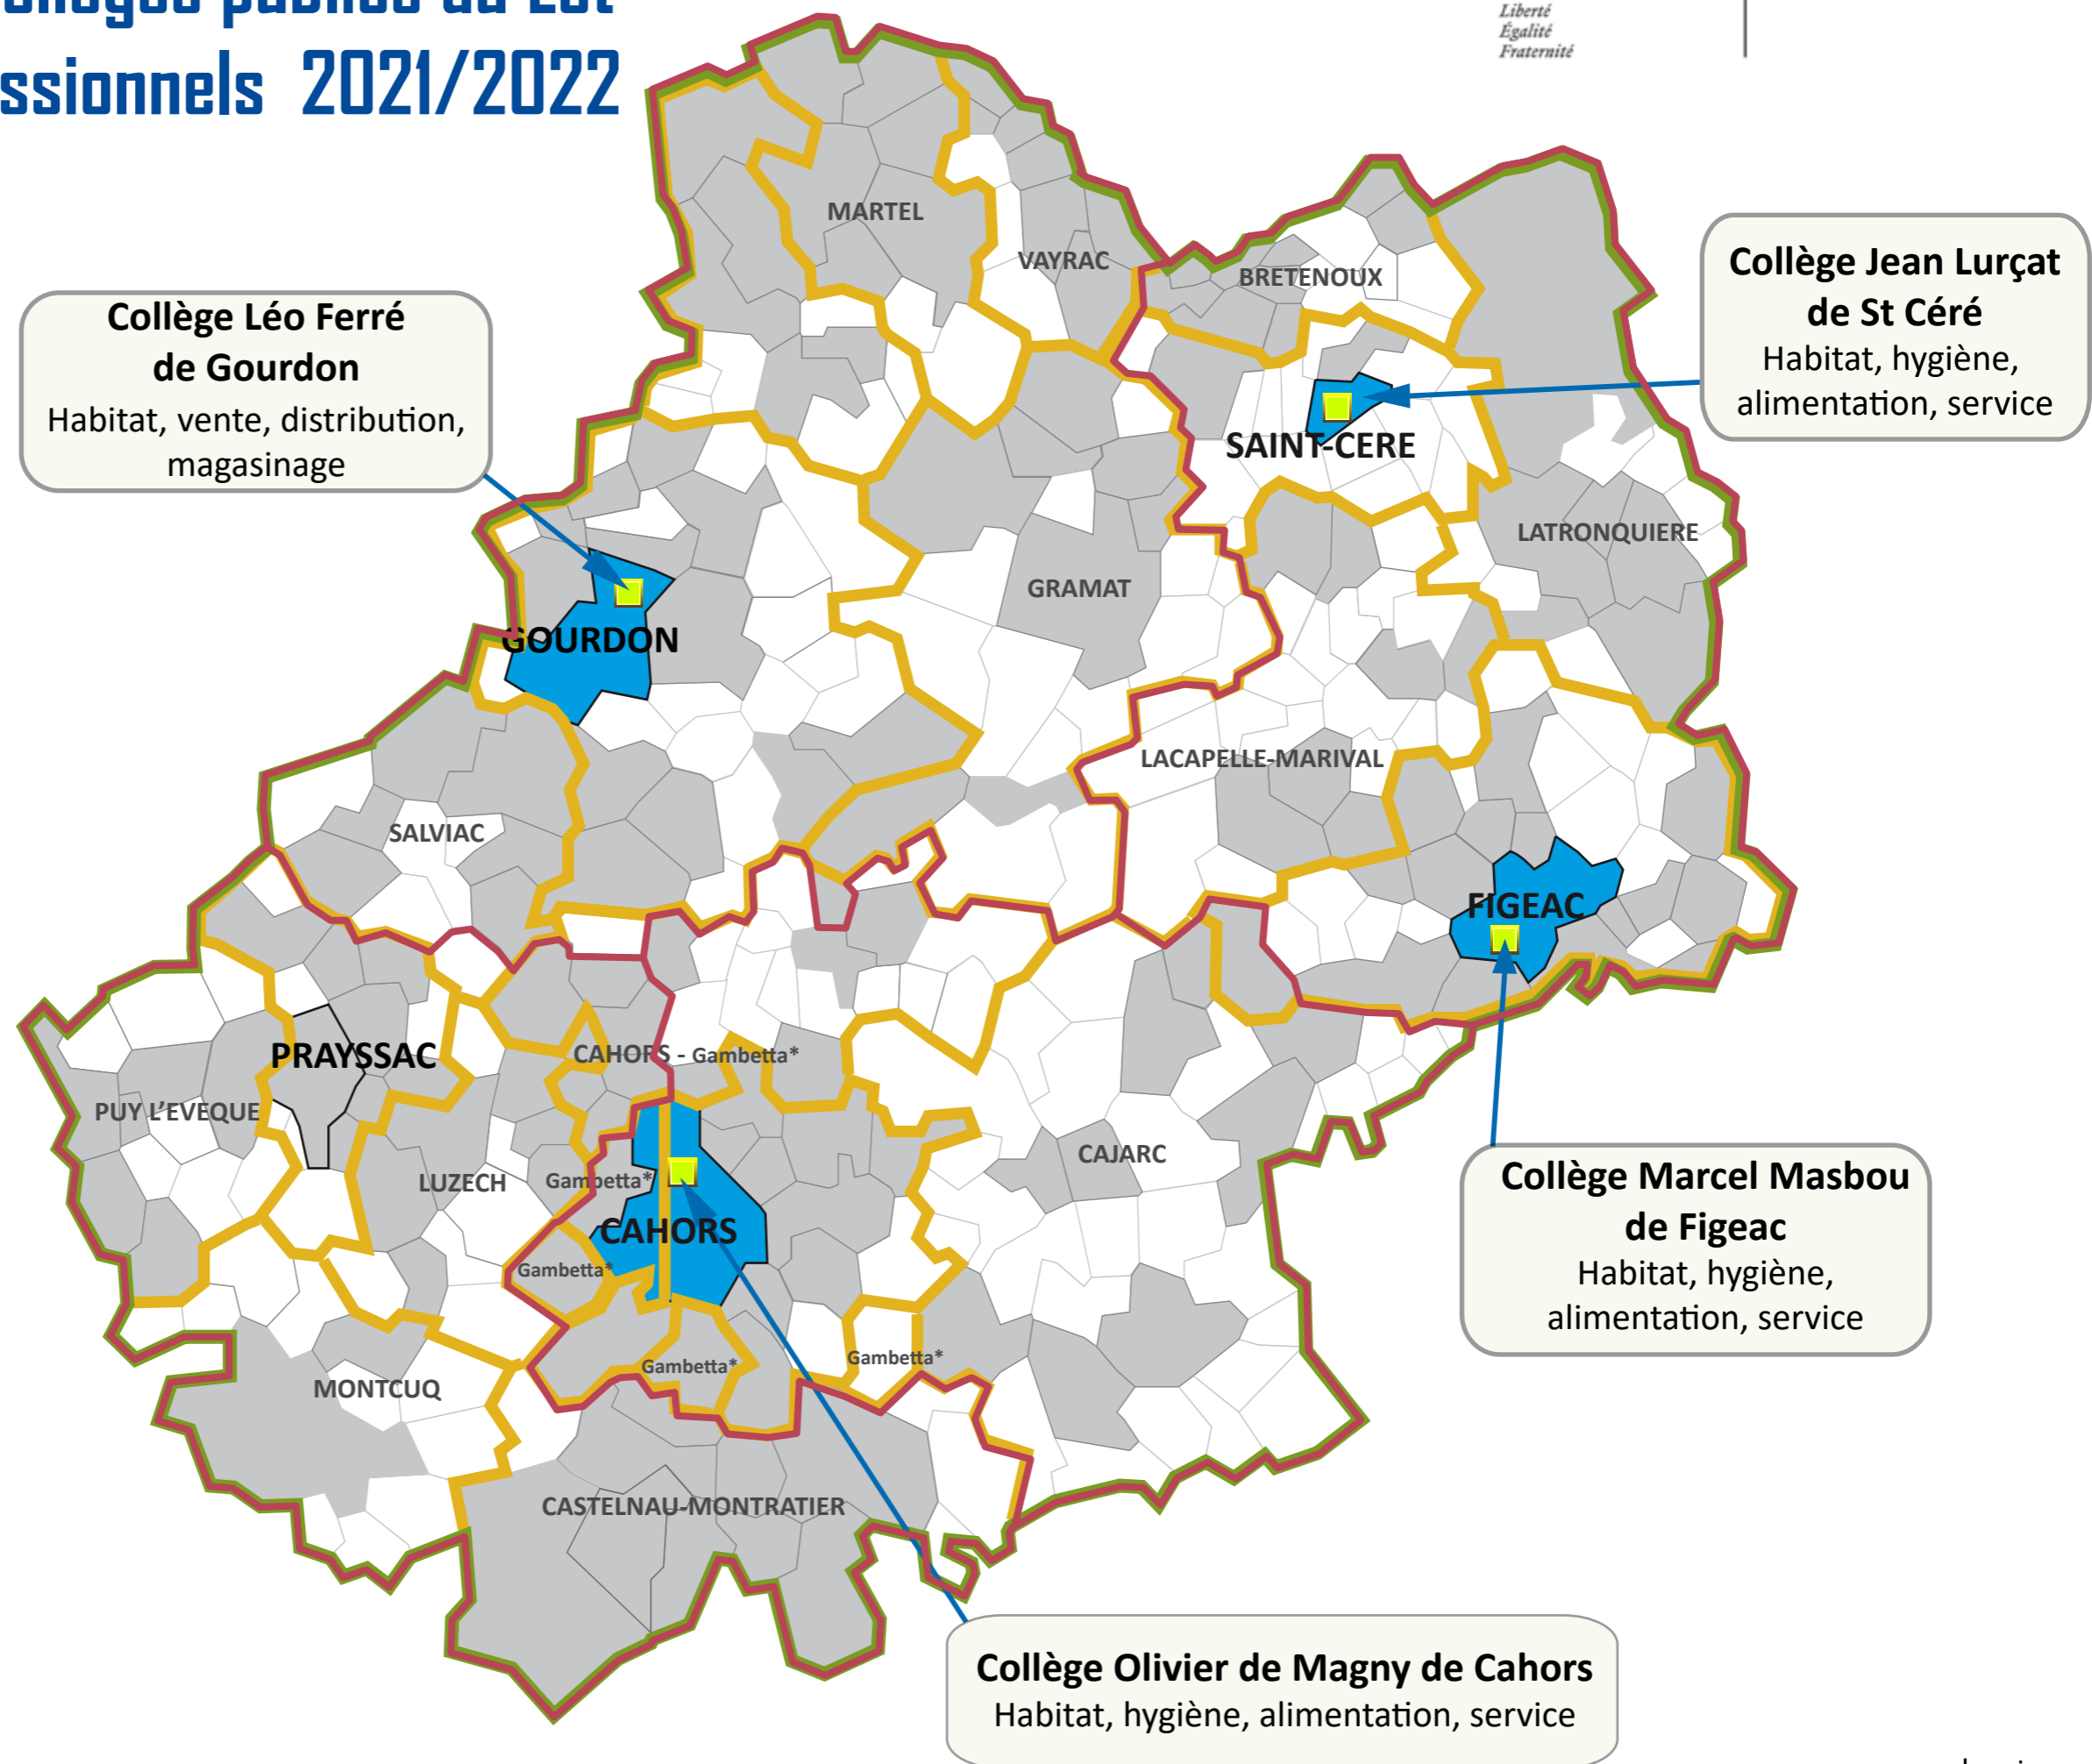 ssionnels 2021/2022
Liberté
Égalité
Fraternité
MARTEL
VAYRAC
BRETENOUX
Collège Jean Lurçat
de St Céré
Habitat, hygiène,
alimentation, service
Collège Léo Ferré
de Gourdon
Habitat, vente, distribution,
magasinage
SAINT-CERE
LATRONQUIERE
GRAMAT
GOURDON
LACAPELLE-MARIVAL
SALVIAC
FIGEAC
PRAYSSAC
CAHORS - Gambetta*
PUY L’EVEQUE
LUZECH
Gambetta*
CAJARC
CAHORS
Gambetta*
Collège Marcel Masbou
de Figeac
Habitat, hygiène,
alimentation, service
Gambetta*
Gambetta*
MONTCUQ
CASTELNAU-MONTRATIER
Collège Olivier de Magny de Cahors
Habitat, hygiène, alimentation, service